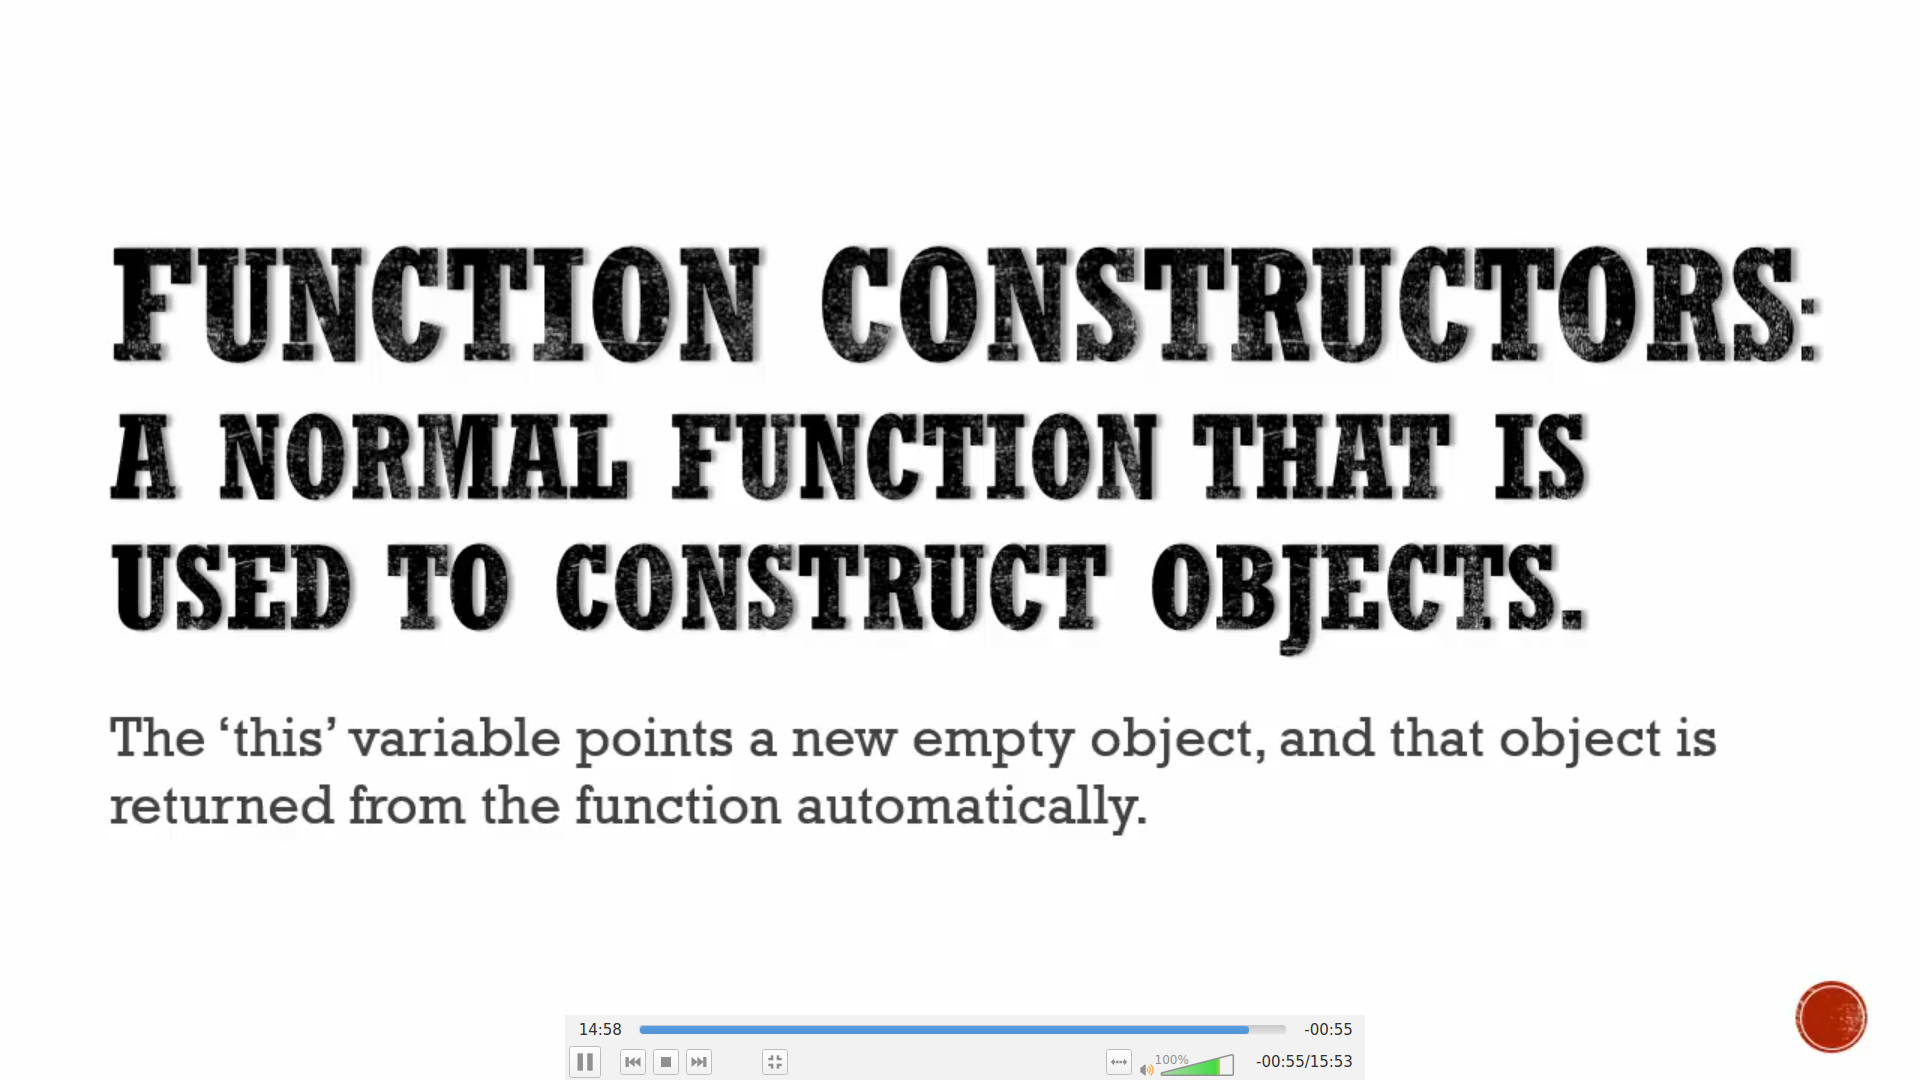 FUNCTION CONSTRUCTORS:
A NORMAL FUNCTION THAT IS
USED TO CONSTRUCT OBJECTS.
The ‘this’ variable points a new empty object, and that object is
returned from the function automatically.
14:58 -00:55
100% -00:55/15:53